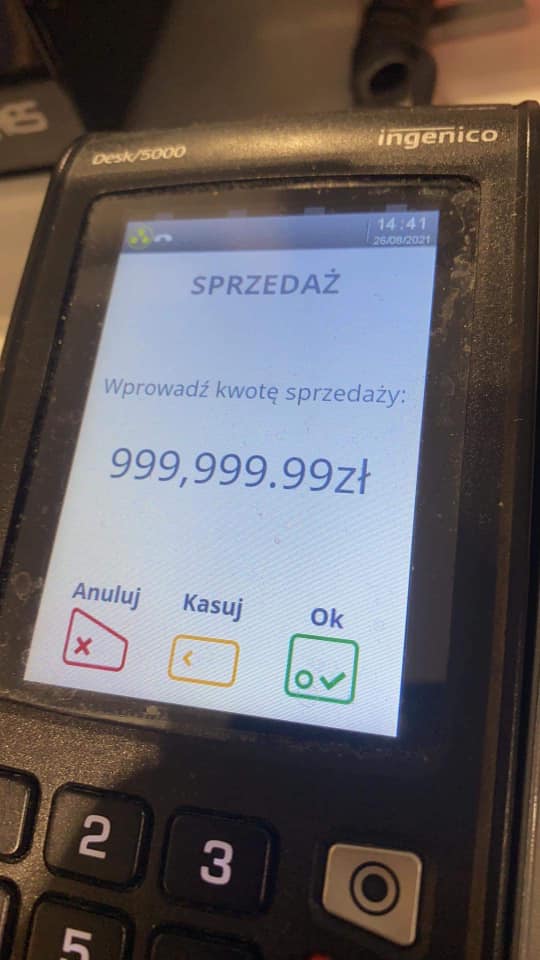 Desk/5000
ingenico
14:41
26/08/2021
SPRZEDAŻ
Wprowadź kwotę sprzedaży:
999,999.99zł
Anuluj Kasuj Ok
2 3
5